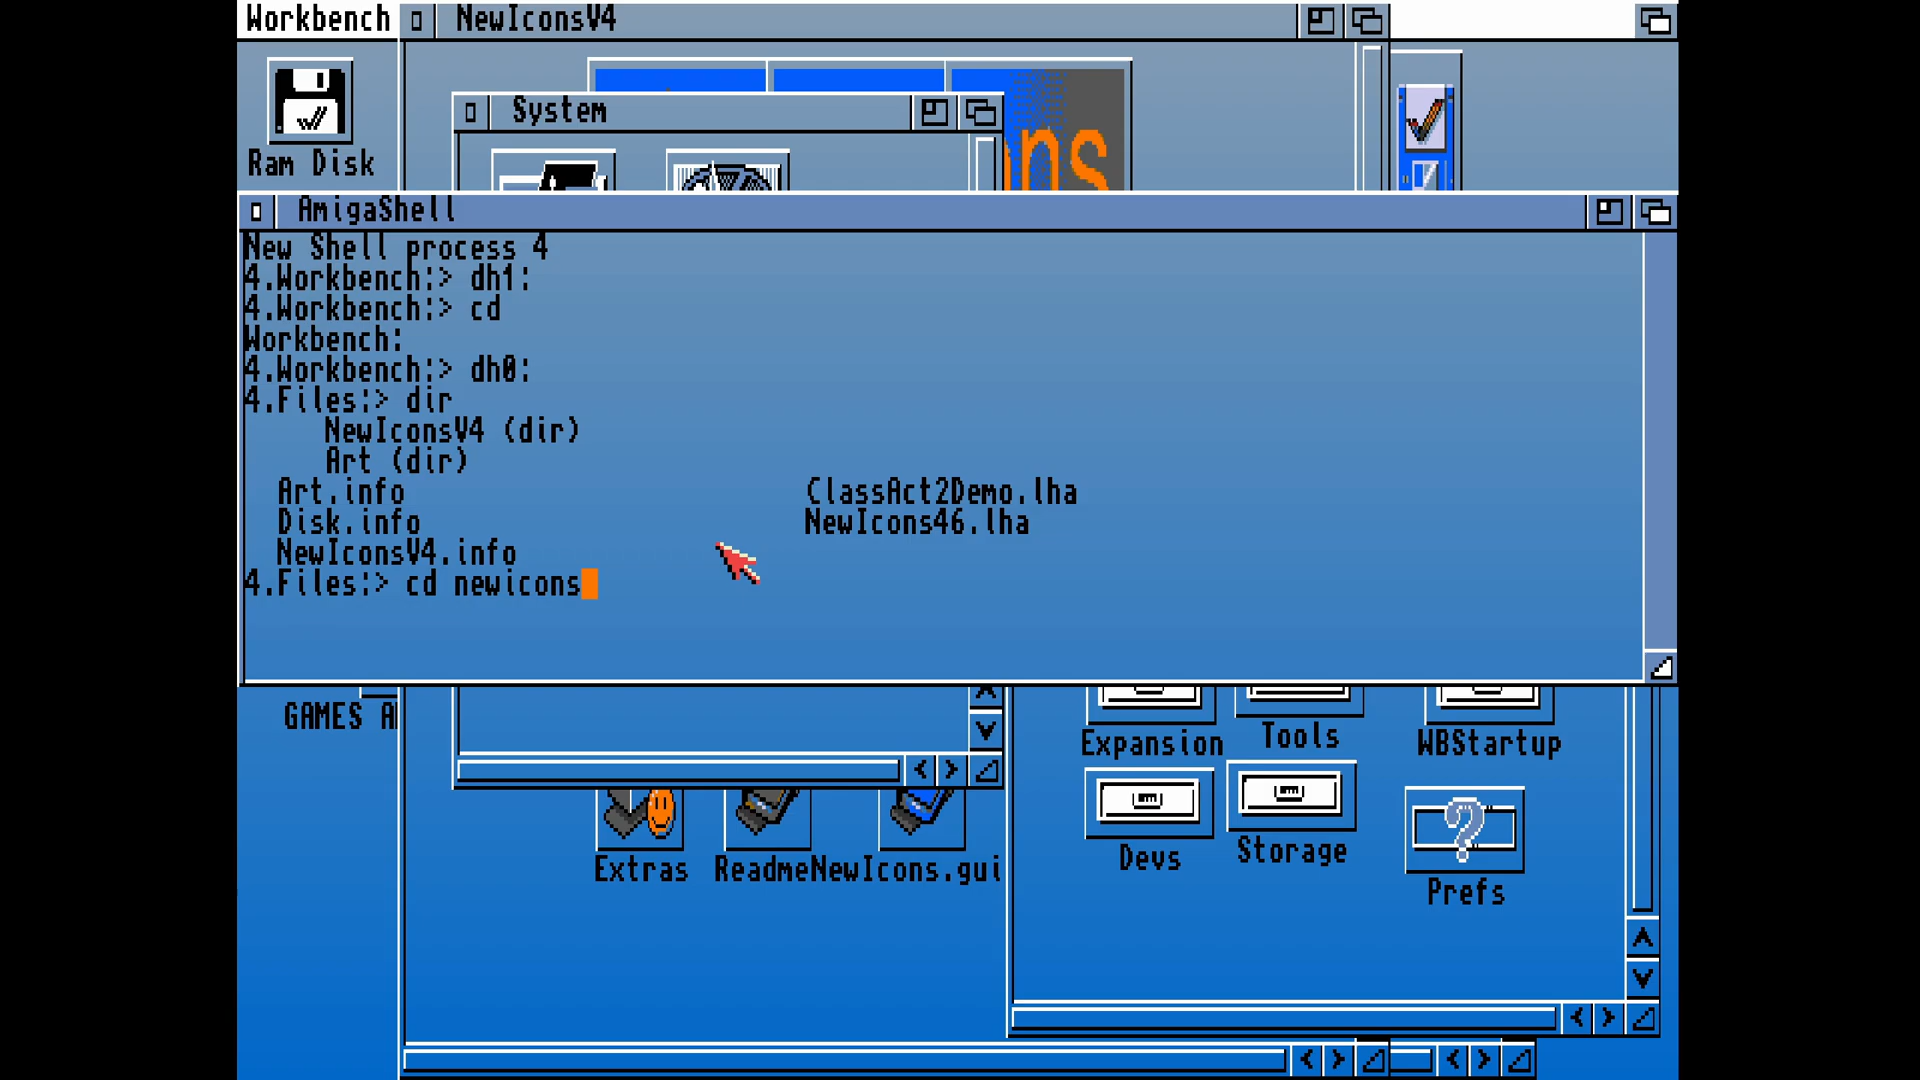 Workbench
NewIconsV4
Ram Disk
System
ons
AmigaShell
New Shell process 4
4.Workbench:> dh1:
4.Workbench:> cd
Workbench:
4.Workbench:> dh0:
4.Files:> dir
NewIconsV4 (dir)
Art (dir)
Art.info ClassAct2Demo.lha
Disk.info NewIcons46.lha
NewIconsV4.info
4.Files:> cd newicons
GAMES A
Expansion Tools WBStartup
Devs Storage
Prefs
Extras ReadmeNewIcons.gui